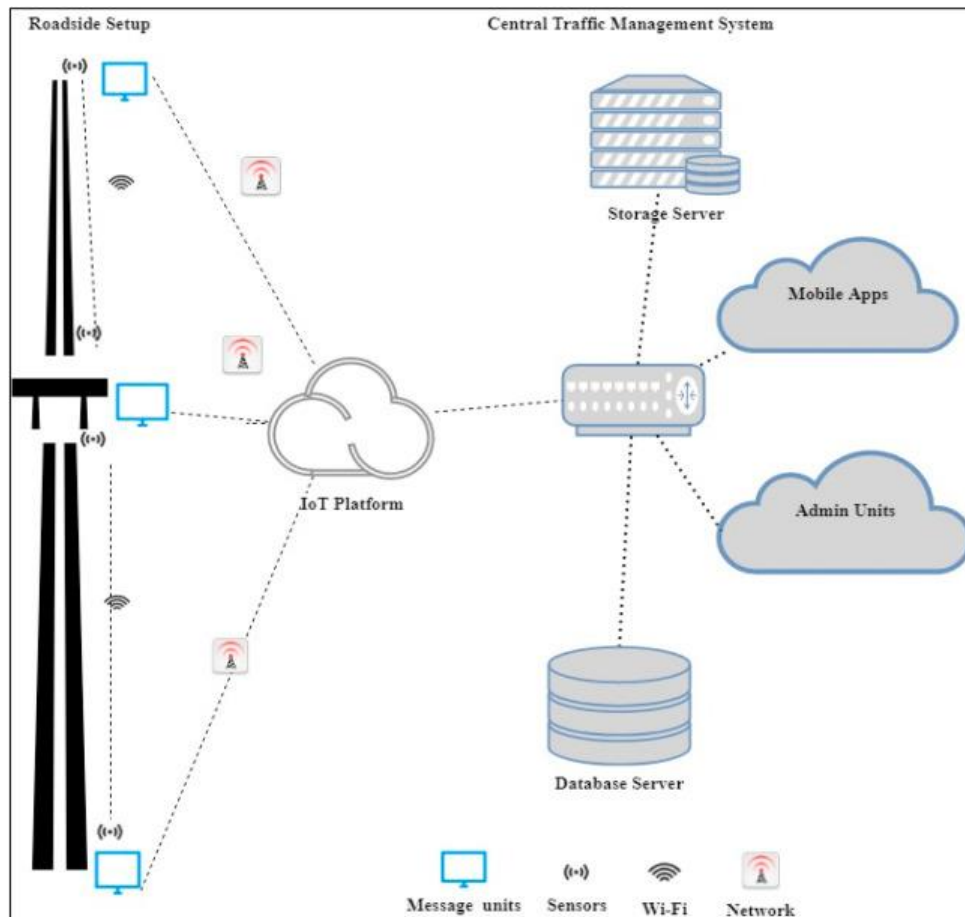 Roadside Setup
Central Traffic Management System
Storage Server
Mobile Apps
IoT Platform
Admin Units
Database Server
Message units
Sensors
Wi-Fi
Network